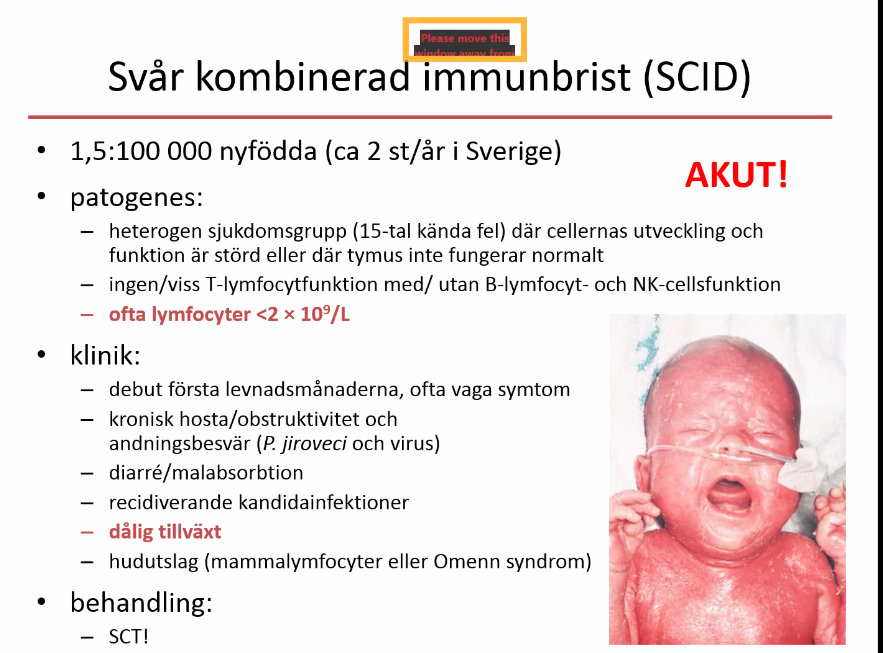 Please move this
window away from
Svår kombinerad immunbrist (SCID)
• 1,5:100 000 nyfödda (ca 2 st/år i Sverige)
AKUT!
• patogenes:
– heterogen sjukdomsgrupp (15-tal kända fel) där cellernas utveckling och
funktion är störd eller där tymus inte fungerar normalt
– ingen/viss T-lymfocytfunktion med/ utan B-lymfocyt- och NK-cellsfunktion
– ofta lymfocyter <2 × 10⁹/L
• klinik:
– debut första levnadsmånaderna, ofta vaga symtom
– kronisk hosta/obstruktivitet och
andningsbesvär (P. jiroveci och virus)
– diarré/malabsorbtion
– recidiverande kandidainfektioner
– dålig tillväxt
– hudutslag (mammalymfocyter eller Omenn syndrom)
• behandling:
– SCT!